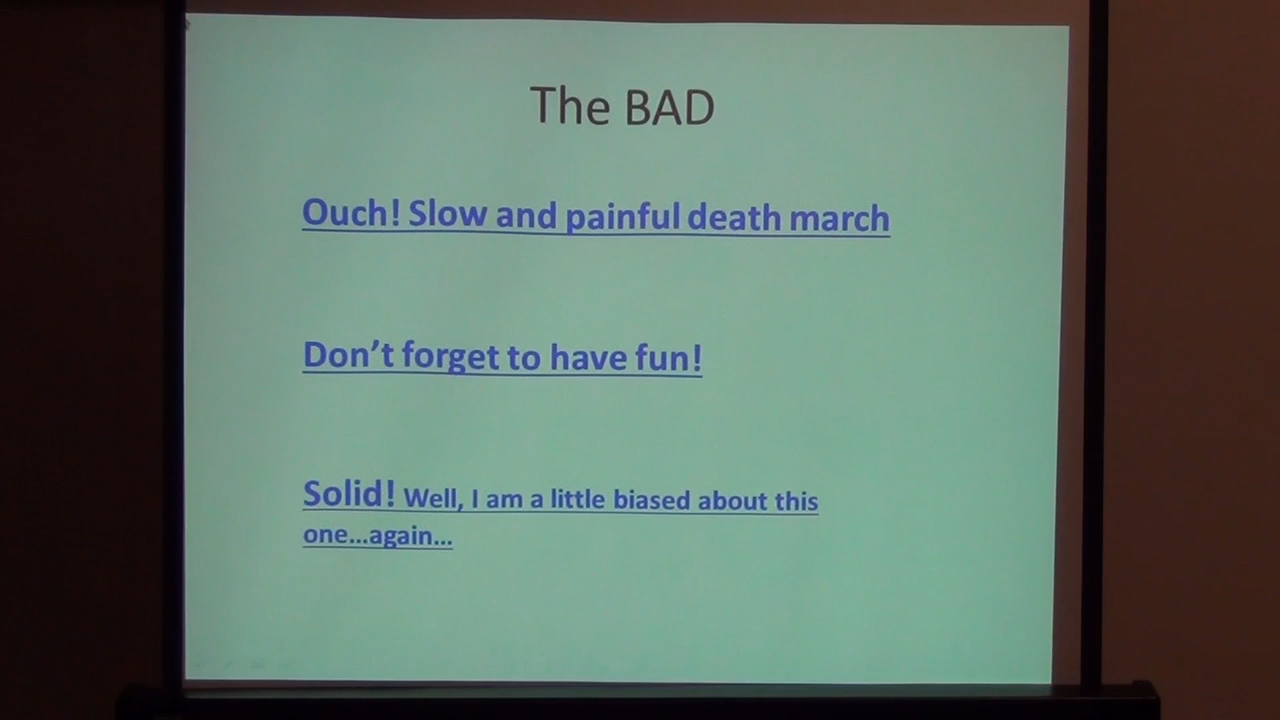 The BAD
Ouch! Slow and painful death march
Don’t forget to have fun!
Solid! Well, I am a little biased about this
one...again...